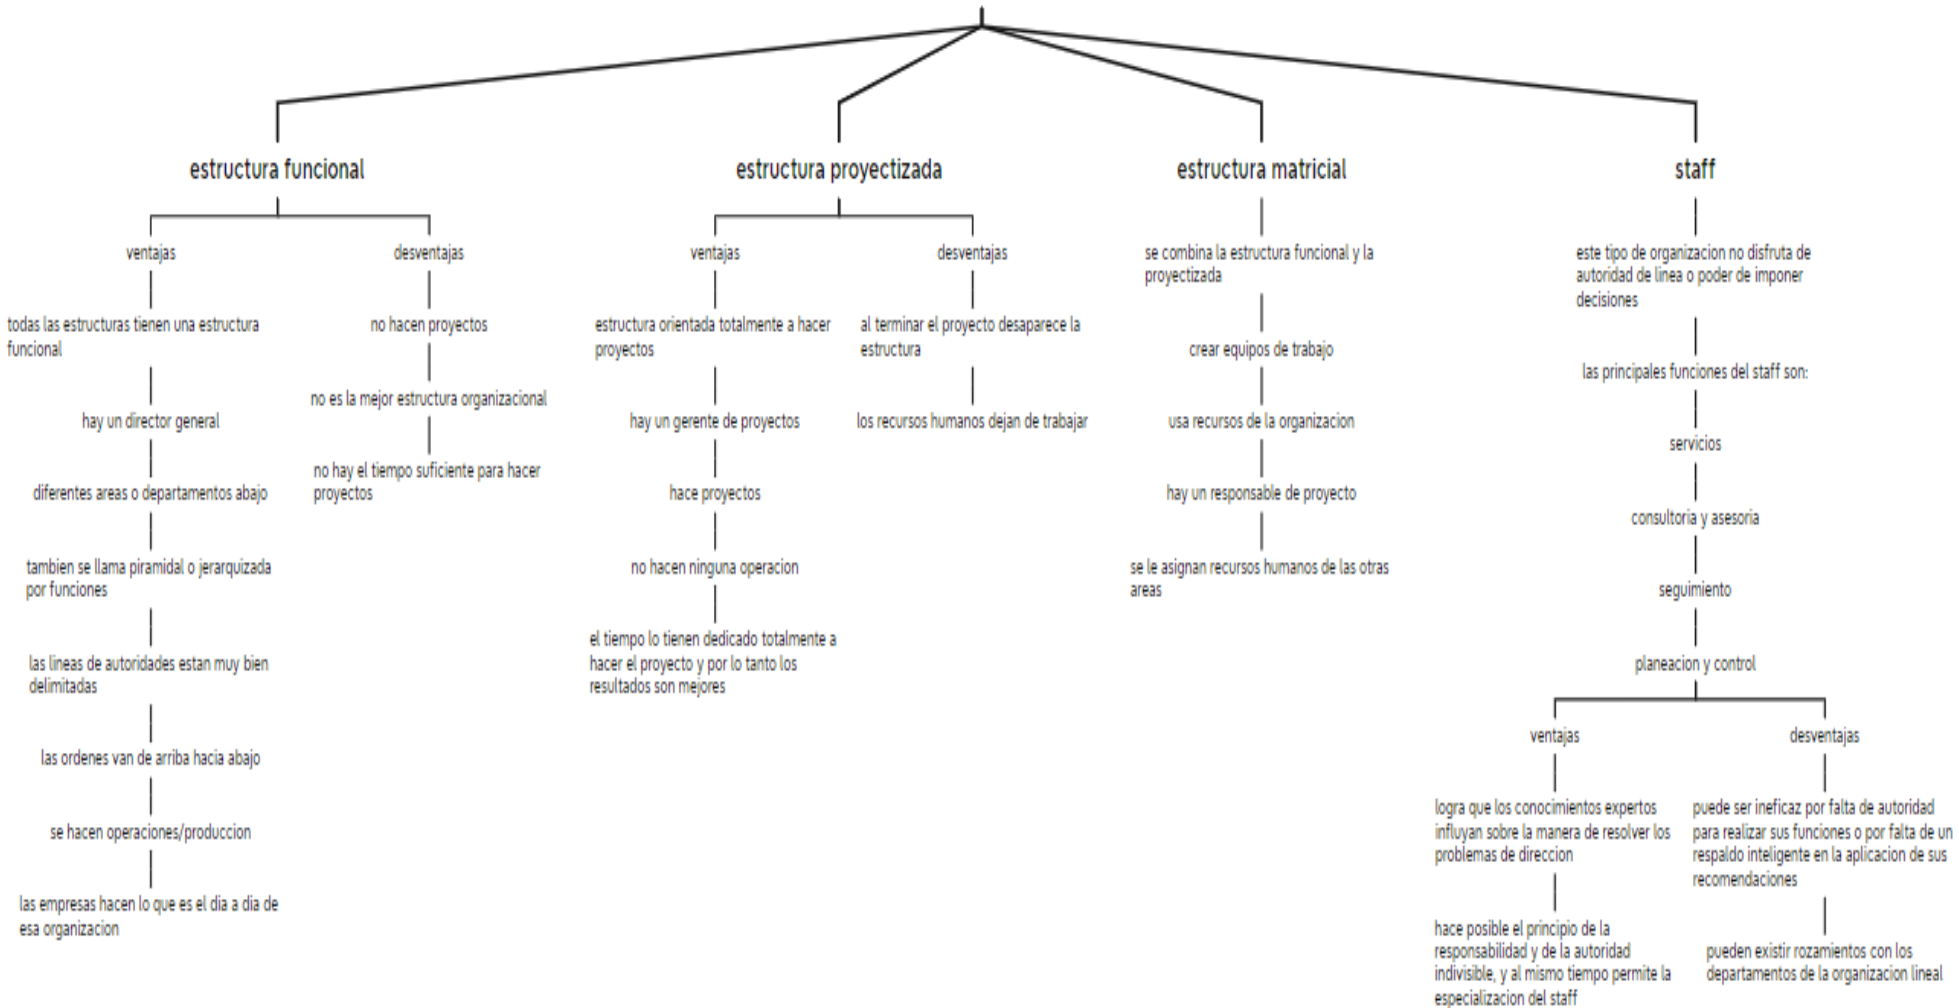 estructura funcional
ventajas
todas las estructuras tienen una estructura
funcional
hay un director general
diferentes areas o departamentos abajo
tambien se llama piramidal o jerarquizada
por funciones
las lineas de autoridades estan muy bien
delimitadas
las ordenes van de arriba hacia abajo
se hacen operaciones/produccion
las empresas hacen lo que es el dia a dia de
esa organizacion
desventajas
no hacen proyectos
no es la mejor estructura organizacional
no hay el tiempo suficiente para hacer
proyectos
estructura proyectizada
ventajas
estructura orientada totalmente a hacer
proyectos
hay un gerente de proyectos
hace proyectos
no hacen ninguna operacion
el tiempo lo tienen dedicado totalmente a
hacer el proyecto y por lo tanto los
resultados son mejores
desventajas
al terminar el proyecto desaparece la
estructura
los recursos humanos dejan de trabajar
estructura matricial
se combina la estructura funcional y la
proyectizada
crear equipos de trabajo
usa recursos de la organizacion
hay un responsable de proyecto
se le asignan recursos humanos de las otras
areas
staff
este tipo de organizacion no disfruta de
autoridad de linea o poder de imponer
decisiones
las principales funciones del staff son:
servicios
consultoria y asesoria
seguimiento
planeacion y control
ventajas
logra que los conocimientos expertos
influyan sobre la manera de resolver los
problemas de direccion
hace posible el principio de la
responsabilidad y de la autoridad
indivisible, y al mismo tiempo permite la
especializacion del staff
desventajas
puede ser ineficaz por falta de autoridad
para realizar sus funciones o por falta de un
respaldo inteligente en la aplicacion de sus
recomendaciones
pueden existir rozamientos con los
departamentos de la organizacion lineal